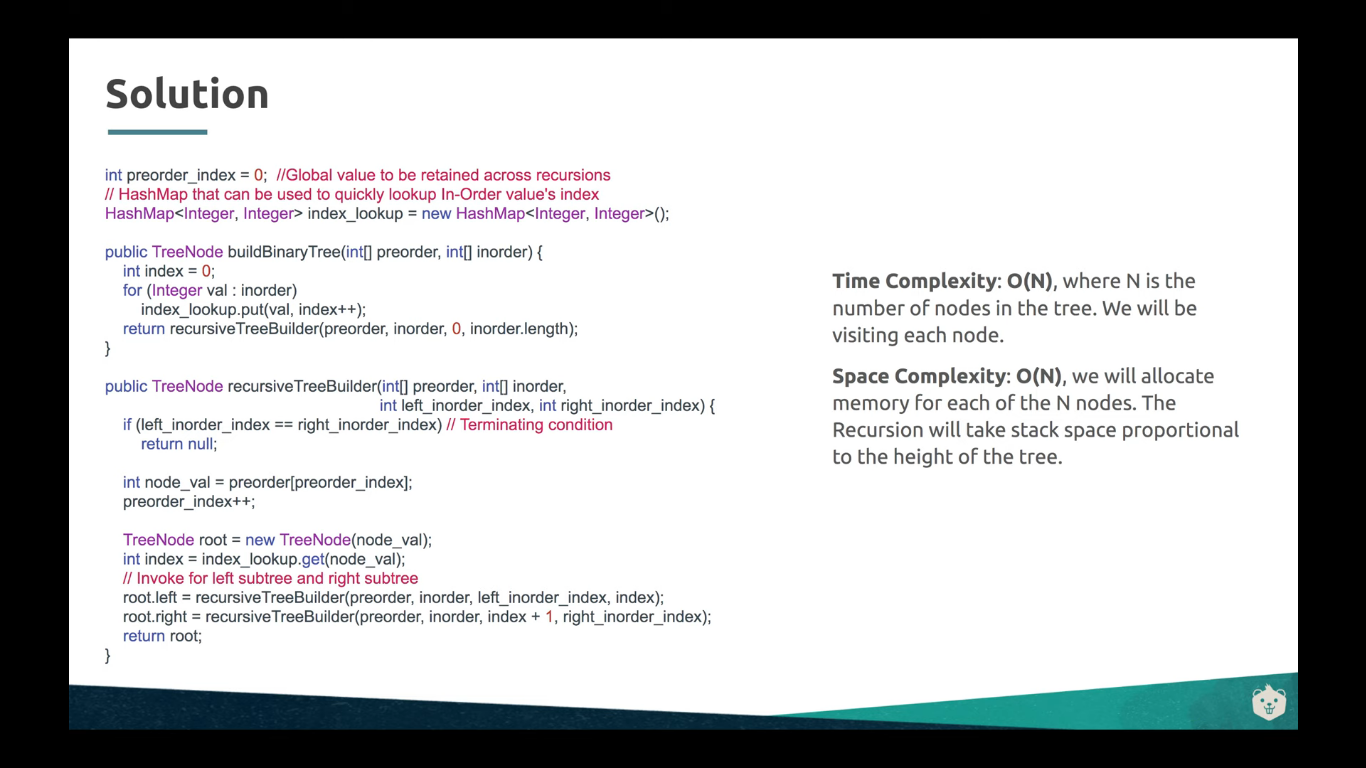 Solution
int preorder_index = 0;  //Global value to be retained across recursions
// HashMap that can be used to quickly lookup In-Order value's index
HashMap<Integer, Integer> index_lookup = new HashMap<Integer, Integer>();
public TreeNode buildBinaryTree(int[] preorder, int[] inorder) {
int index = 0;
for (Integer val : inorder)
index_lookup.put(val, index++);
return recursiveTreeBuilder(preorder, inorder, 0, inorder.length);
}
public TreeNode recursiveTreeBuilder(int[] preorder, int[] inorder,
int left_inorder_index, int right_inorder_index) {
if (left_inorder_index == right_inorder_index) // Terminating condition
return null;
int node_val = preorder[preorder_index];
preorder_index++;
TreeNode root = new TreeNode(node_val);
int index = index_lookup.get(node_val);
// Invoke for left subtree and right subtree
root.left = recursiveTreeBuilder(preorder, inorder, left_inorder_index, index);
root.right = recursiveTreeBuilder(preorder, inorder, index + 1, right_inorder_index);
return root;
}
Time Complexity: O(N), where N is the
number of nodes in the tree. We will be
visiting each node.
Space Complexity: O(N), we will allocate
memory for each of the N nodes. The
Recursion will take stack space proportional
to the height of the tree.